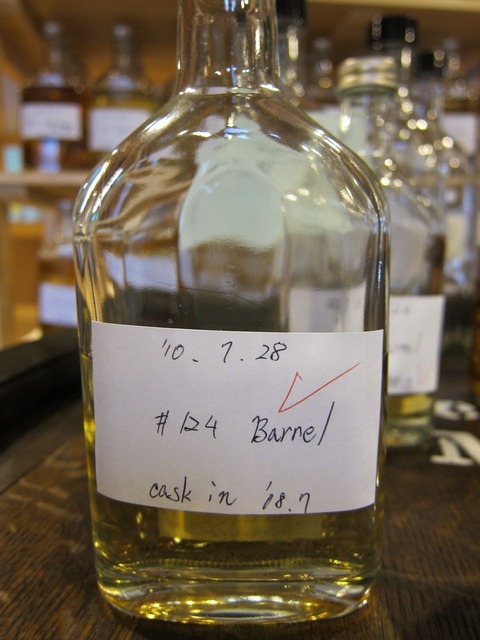 '10. 7. 28
# 124 Barrel
cask in '08.7